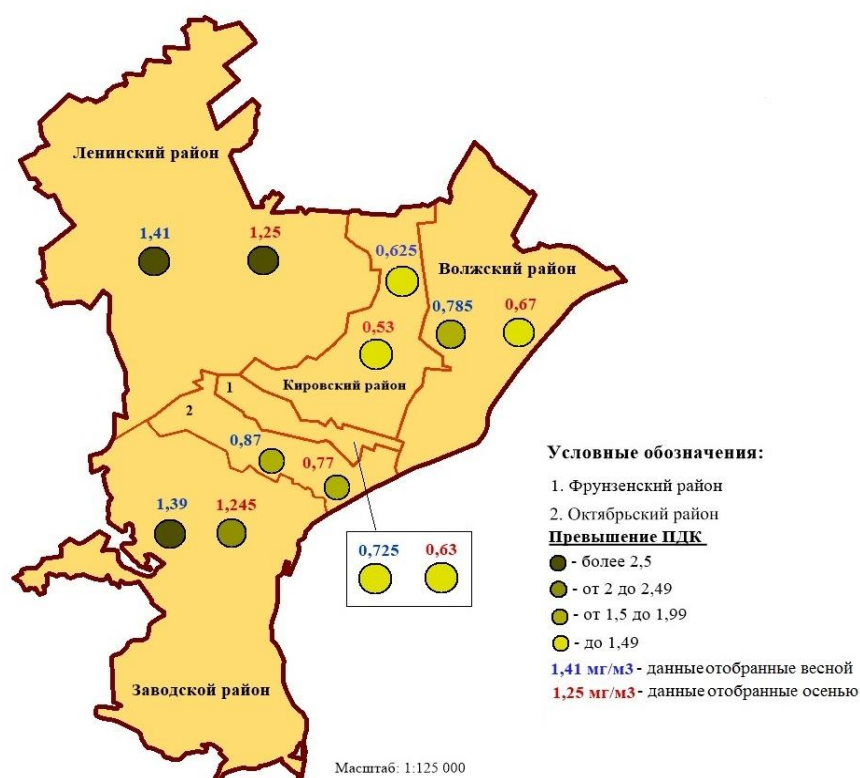 Ленинский район
1,41
1,25
0,625
Волжский район
0,785
0,67
0,53
Кировский район
1
2
0,87
0,77
1,39
1,245
0,725
0,63
Заводской район
Масштаб: 1:125 000
Условные обозначения:
1. Фрунзенский район
2. Октябрьский район
Превышение ПДК
- более 2,5
- от 2 до 2,49
- от 1,5 до 1,99
- до 1,49
1,41 мг/м3 - данные отобранные весной
1,25 мг/м3 - данные отобранные осенью